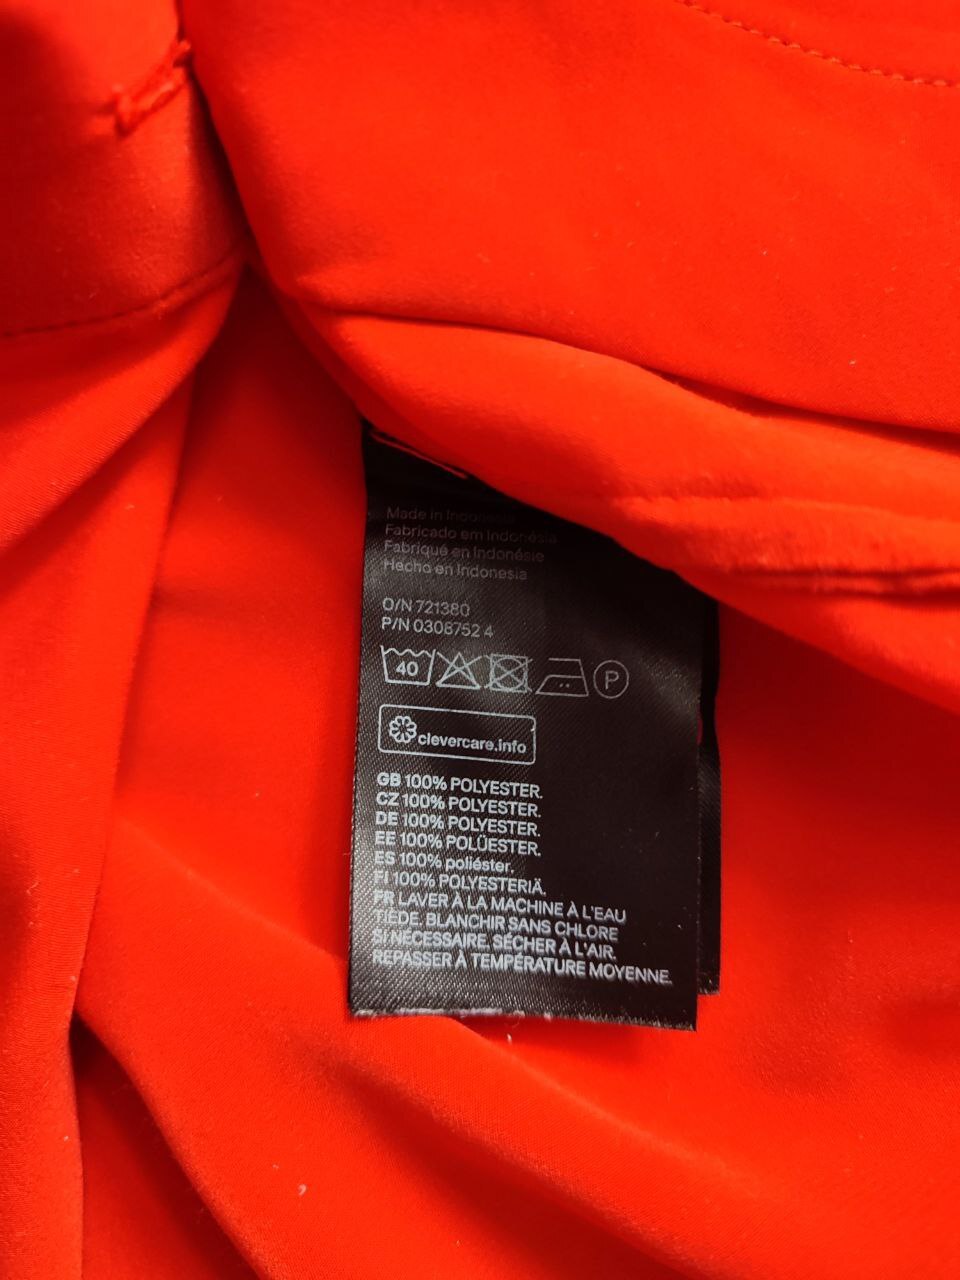 Made in Indonesia
Fabricado em Indonésia
Fabriqué en Indonésie
Hecho en Indonesia
O/N 721380
P/N 0308752 4
40
P
clevercare.info
GB 100% POLYESTER.
CZ 100% POLYESTER.
DE 100% POLYESTER.
EE 100% POLÜESTER.
ES 100% poliéster.
FI 100% POLYESTERIÄ.
FR LAVER À LA MACHINE À L'EAU
TIÈDE. BLANCHIR SANS CHLORE
SI NÉCESSAIRE. SÉCHER À L'AIR.
REPASSER À TEMPÉRATURE MOYENNE.